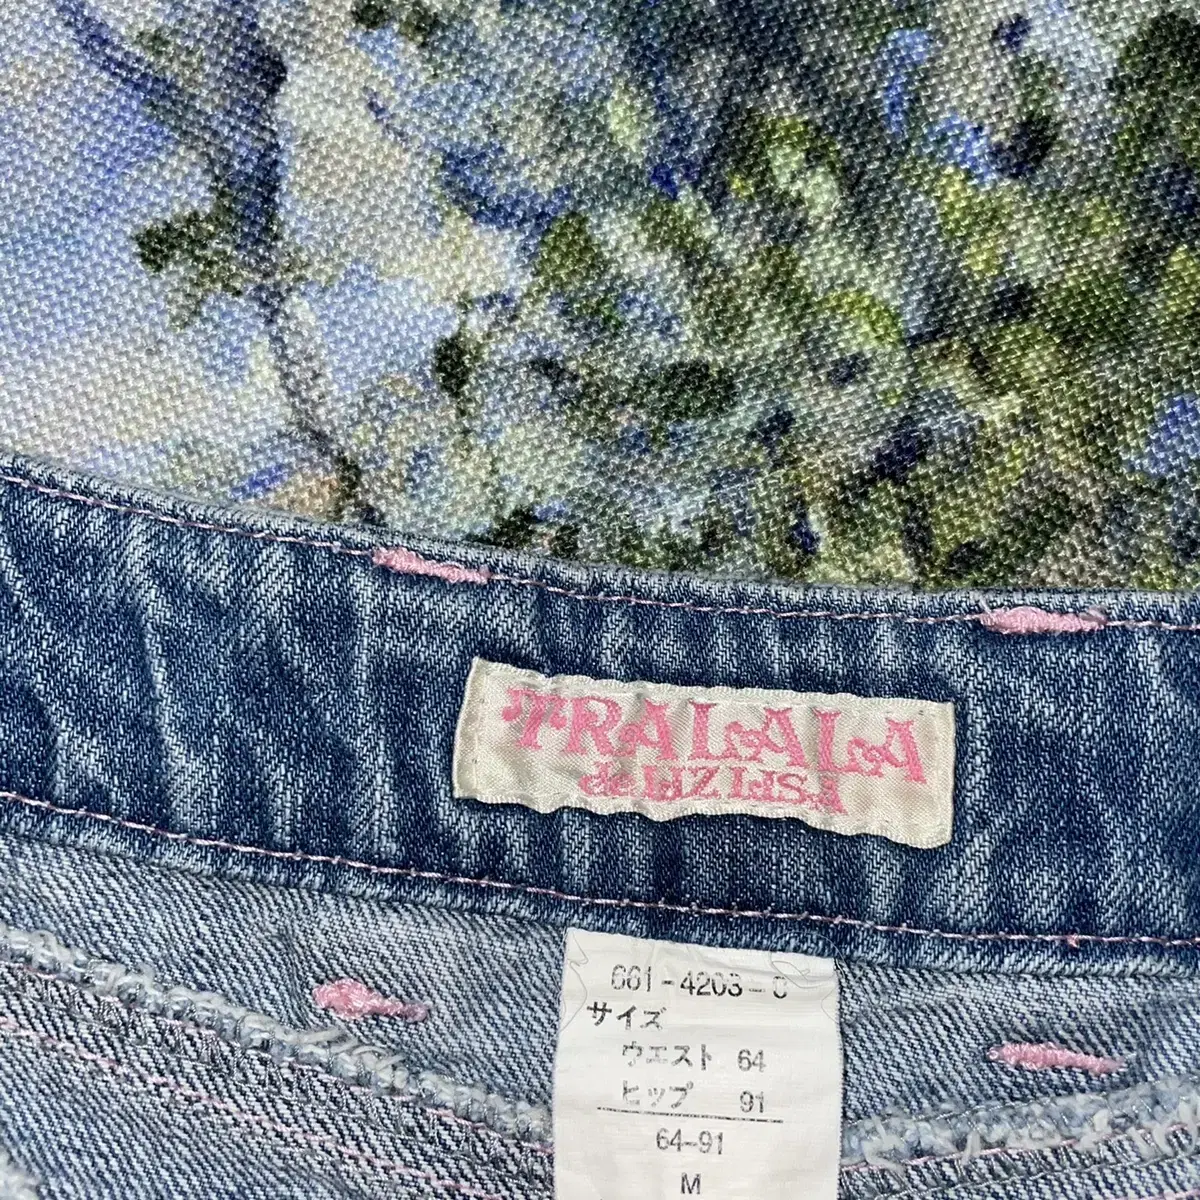 TRALALA
de LIZ LISA
661-4203-0
サイズ
ウエスト 64
ヒップ 91
64-91
M